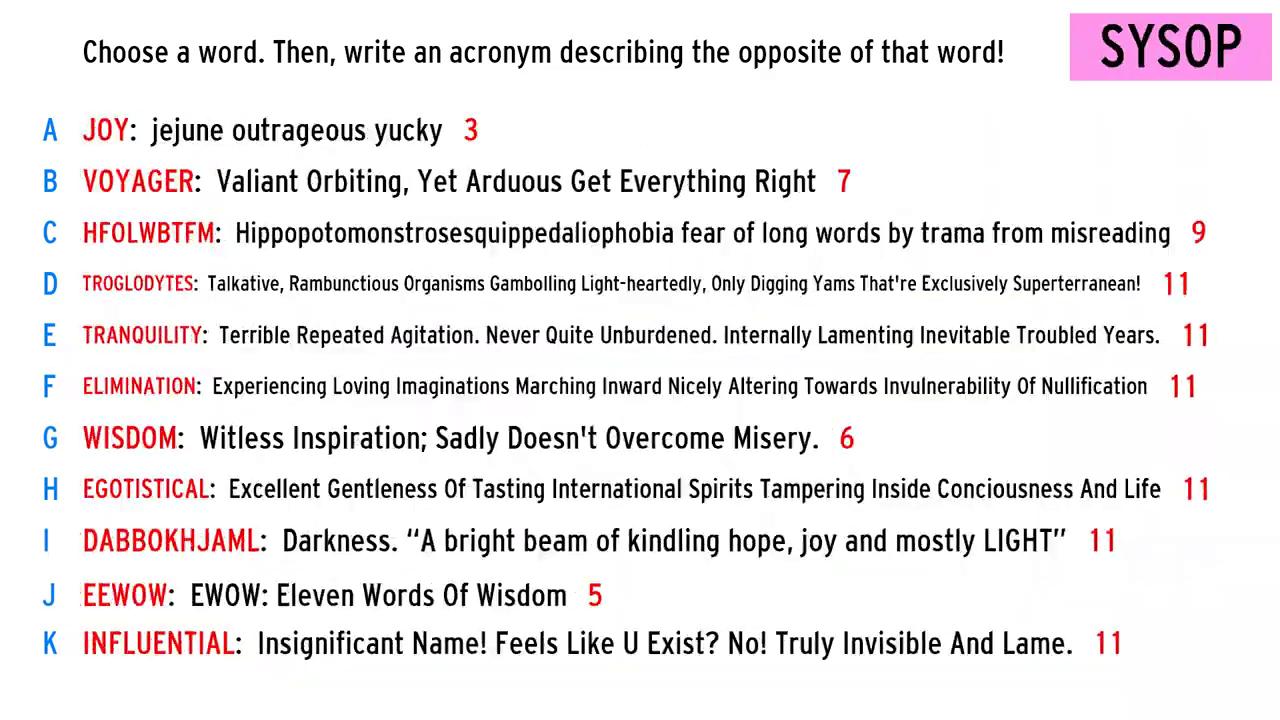 Choose a word. Then, write an acronym describing the opposite of that word!
SYSOP
A JOY: jejune outrageous yucky 3
B VOYAGER: Valiant Orbiting, Yet Arduous Get Everything Right 7
C HFOLWBTFM: Hippopotomonstrosesquippedaliophobia fear of long words by trama from misreading 9
D TROGLODYTES: Talkative, Rambunctious Organisms Gambolling Light-heartedly, Only Digging Yams That're Exclusively Superterranean! 11
E TRANQUILITY: Terrible Repeated Agitation. Never Quite Unburdened. Internally Lamenting Inevitable Troubled Years. 11
F ELIMINATION: Experiencing Loving Imaginations Marching Inward Nicely Altering Towards Invulnerability Of Nullification 11
G WISDOM: Witless Inspiration; Sadly Doesn't Overcome Misery. 6
H EGOTISTICAL: Excellent Gentleness Of Tasting International Spirits Tampering Inside Conciousness And Life 11
I DABBOKHJAML: Darkness. “A bright beam of kindling hope, joy and mostly LIGHT” 11
J EEWOW: EWOW: Eleven Words Of Wisdom 5
K INFLUENTIAL: Insignificant Name! Feels Like U Exist? No! Truly Invisible And Lame. 11